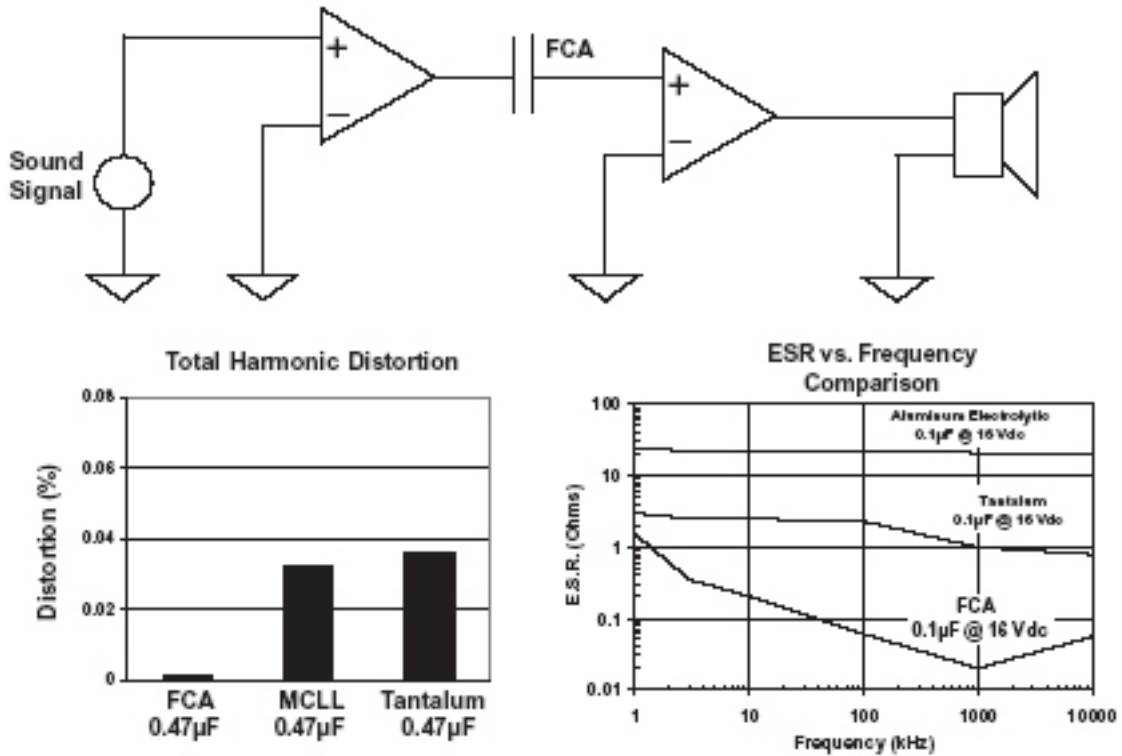 FCA
+
−
+
−
Sound
Signal
Total Harmonic Distortion
0.08
0.06
0.04
0.02
0
Distortion (%)
FCA
0.47µF
MCLL
0.47µF
Tantalum
0.47µF
ESR vs. Frequency
Comparison
100
10
1
0.1
0.01
E.S.R. (Ohms)
Aluminum Electrolytic
0.1µF @ 16 Vdc
Tantalum
0.1µF @ 16 Vdc
FCA
0.1µF @ 16 Vdc
1 10 100 1000 10000
Frequency (kHz)